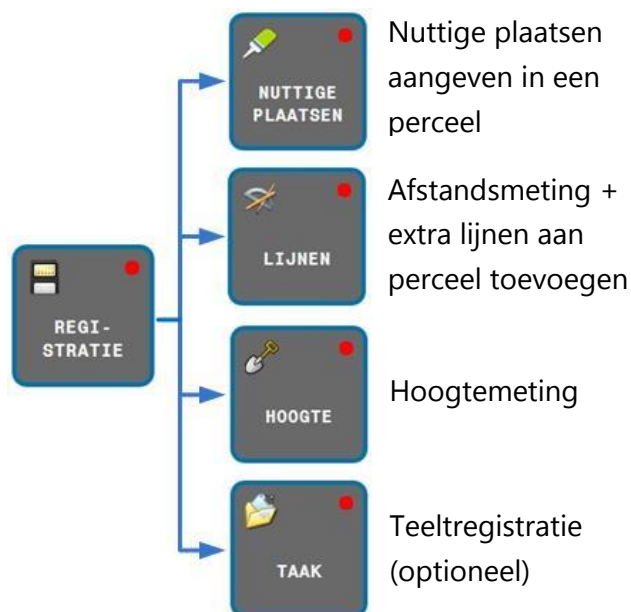 NUTTIGE
PLAATSEN
Nuttige plaatsen
aangeven in een
perceel
LIJNEN
Afstandsmeting +
extra lijnen aan
perceel toevoegen
REGI-
STRATIE
HOOGTE
Hoogtemeting
TAAK
Teeltregistratie
(optioneel)